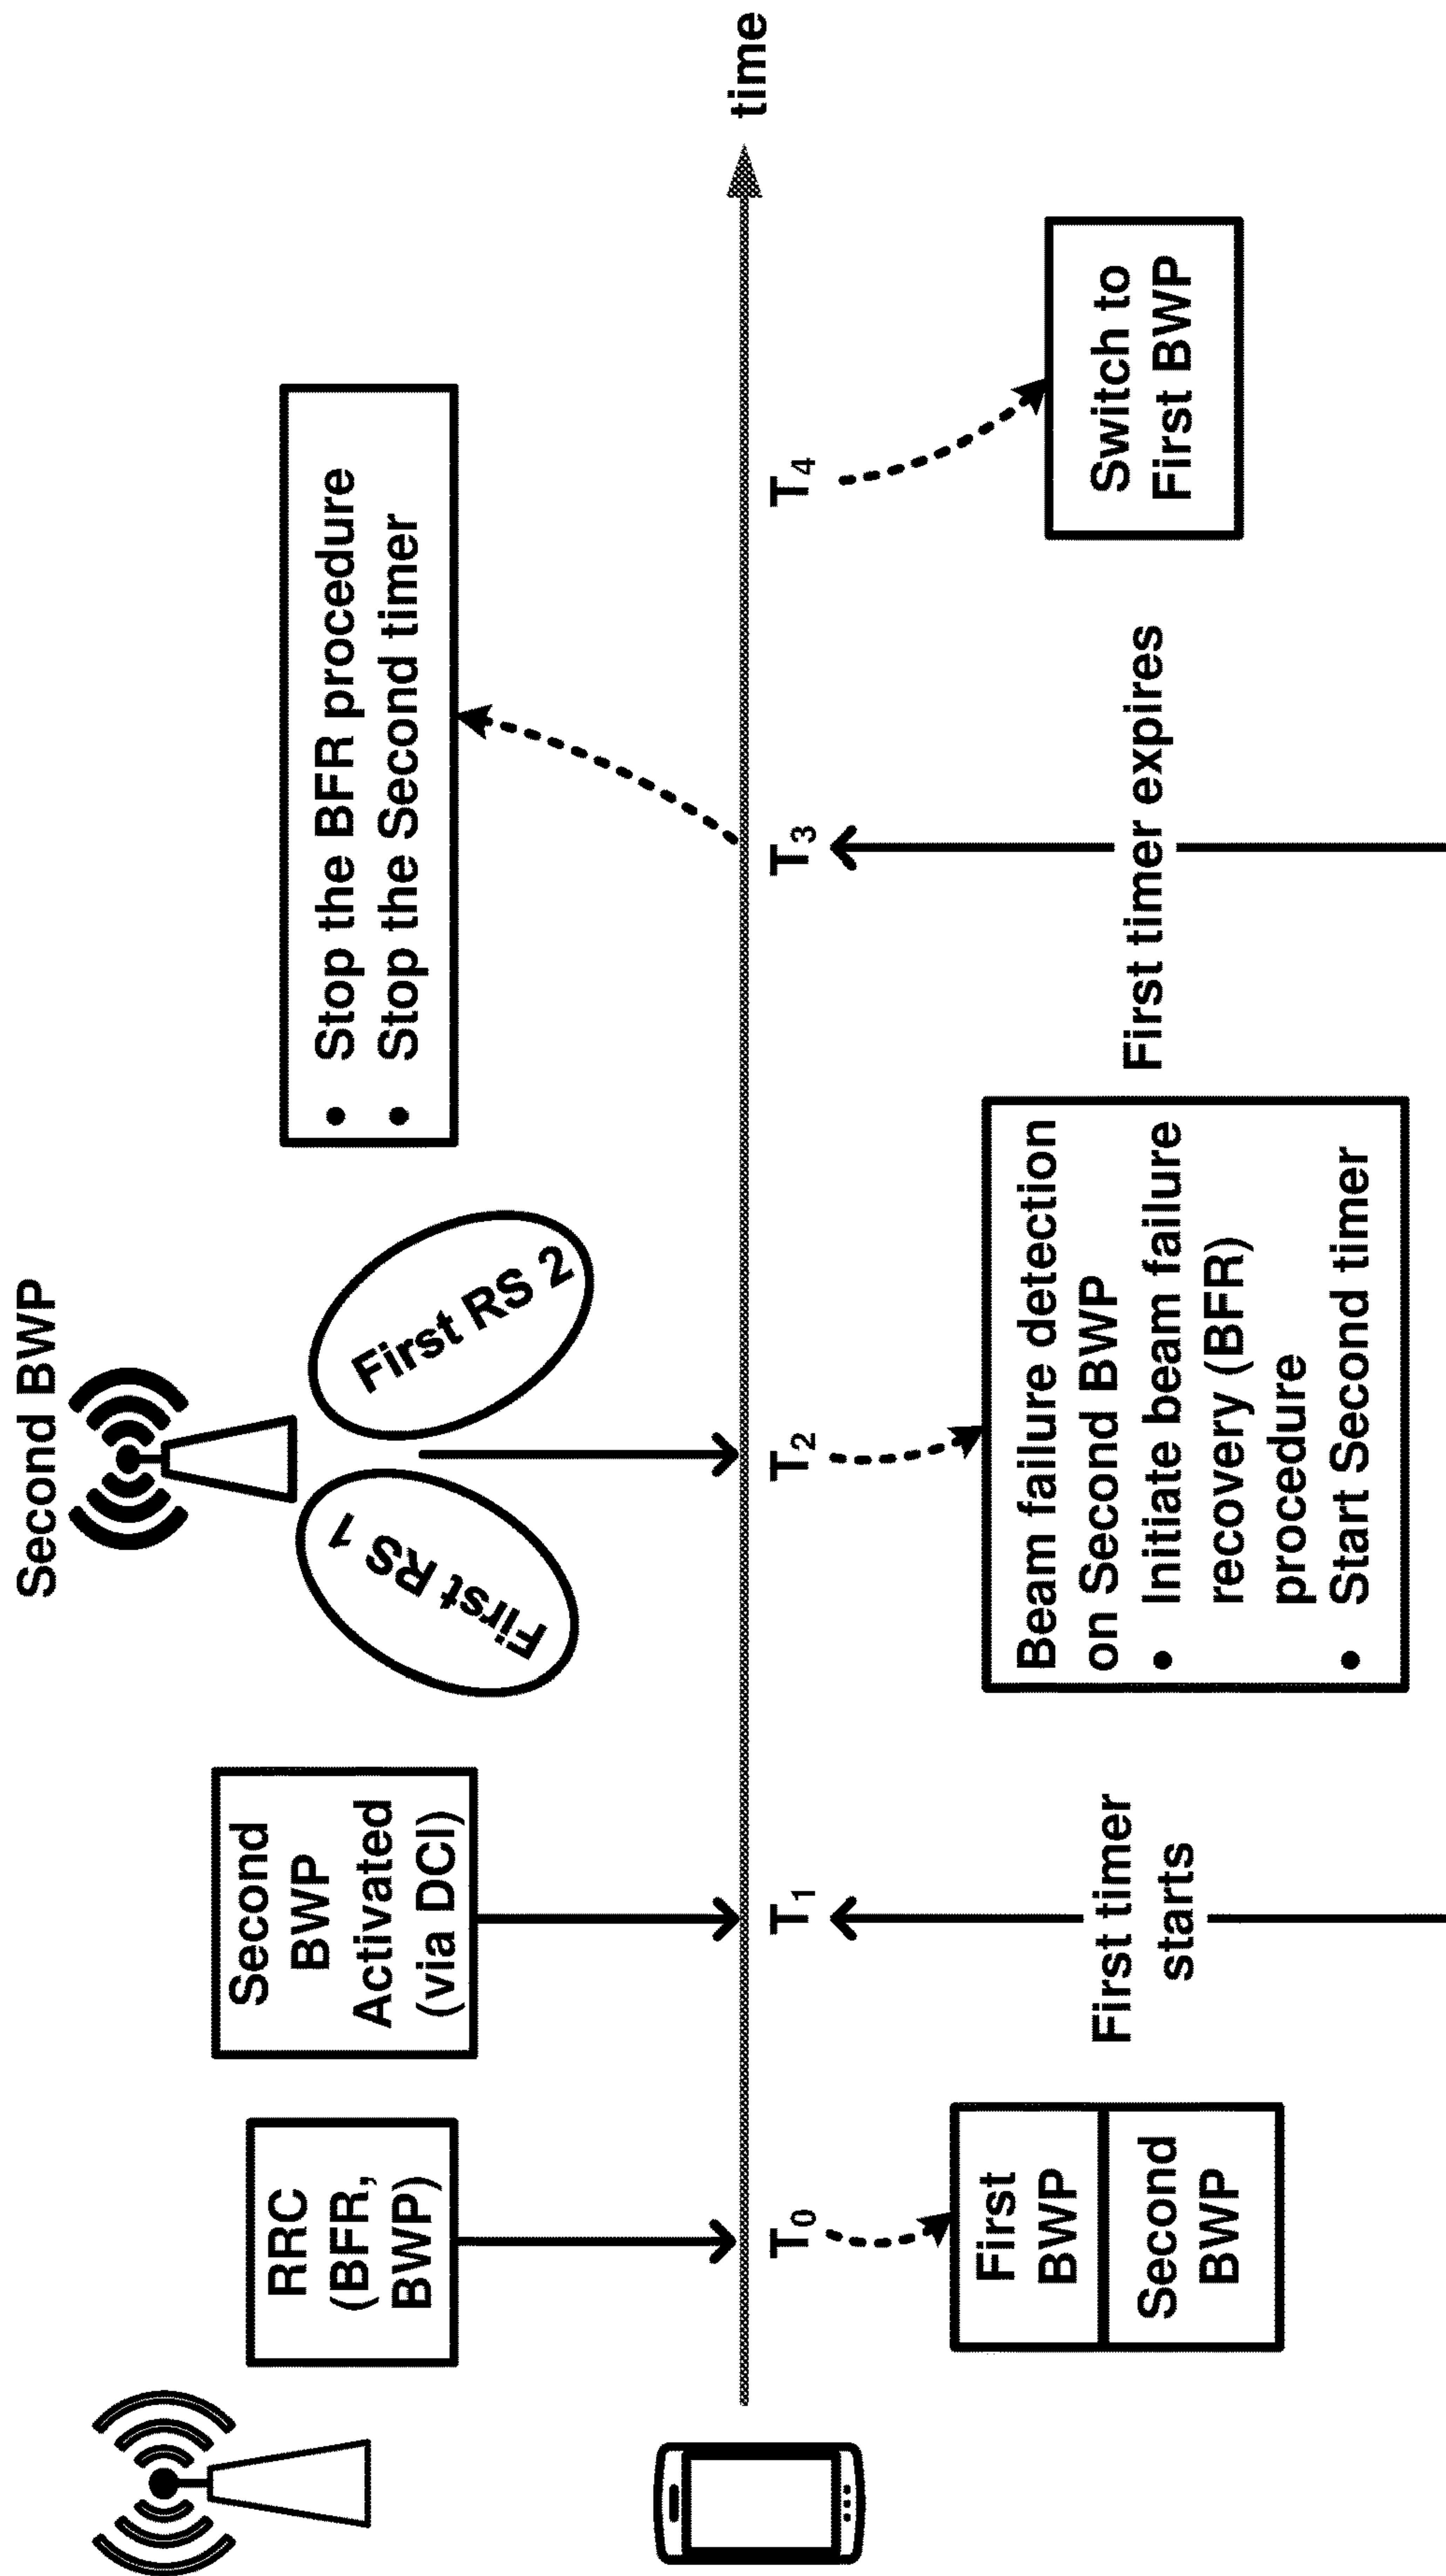 Second BWP
RRC
(BFR,
BWP)
Second
BWP
Activated
(via DCI)
First RS 1
First RS 2
• Stop the BFR procedure
• Stop the Second timer
time
T0
T1
T2
T3
T4
First
BWP
Second
BWP
First timer
starts
Beam failure detection
on Second BWP
• Initiate beam failure
recovery (BFR)
procedure
• Start Second timer
First timer expires
Switch to
First BWP